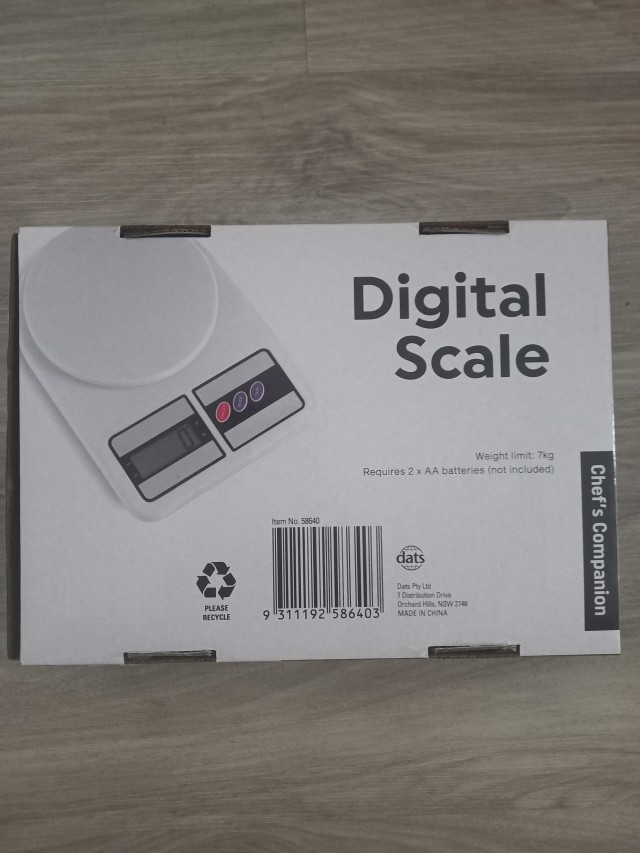 Digital
Scale
Weight limit: 7kg
Requires 2 x AA batteries (not included)
Chef's Companion
Item No. 58640
9 311192 586403
PLEASE
RECYCLE
dats
Dats Pty Ltd
7 Distribution Drive
Orchard Hills, NSW 2748
MADE IN CHINA